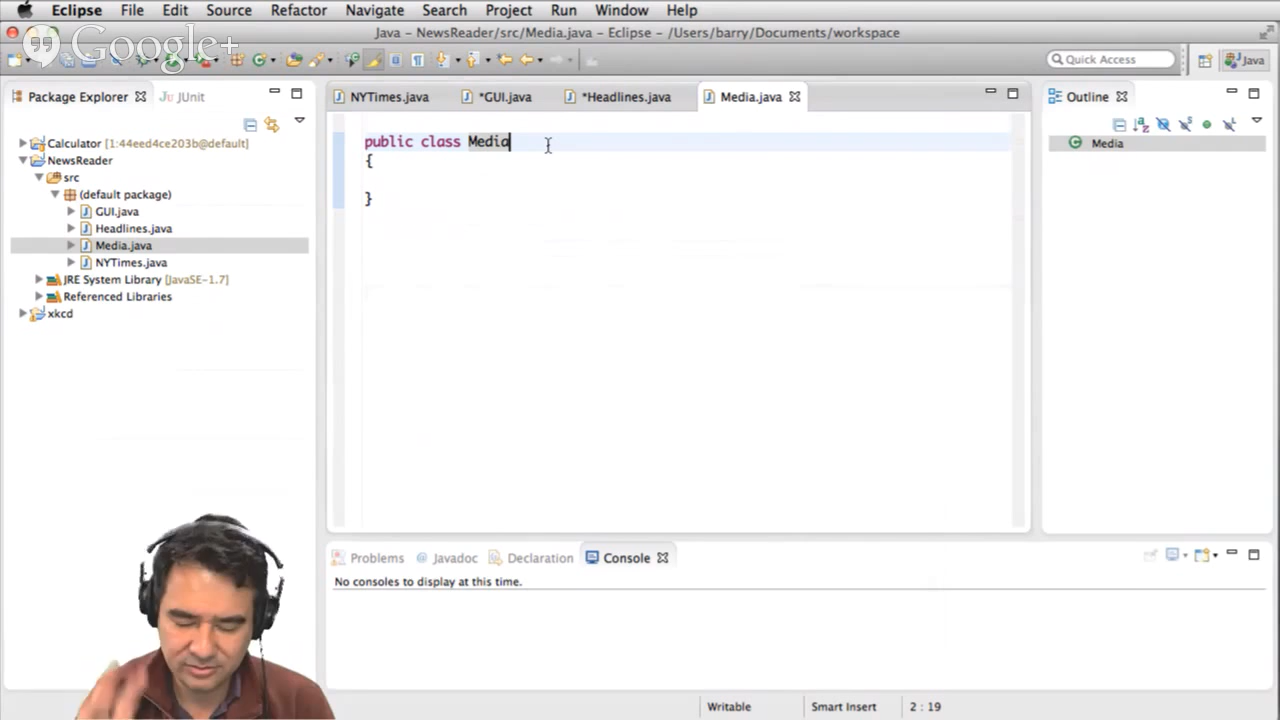 Eclipse File Edit Source Refactor Navigate Search Project Run Window Help
Java - NewsReader/src/Media.java - Eclipse - /Users/barry/Documents/workspace
Google+
Quick Access
Java
Package Explorer
JUnit
Calculator [1:44eed4ce203b@default]
NewsReader
src
(default package)
GUI.java
Headlines.java
Media.java
NYTimes.java
JRE System Library [JavaSE-1.7]
Referenced Libraries
xkcd
NYTimes.java *GUI.java *Headlines.java Media.java
public class Media
{
}
Outline
Media
Problems @ Javadoc Declaration Console
No consoles to display at this time.
Writable Smart Insert 2 : 19